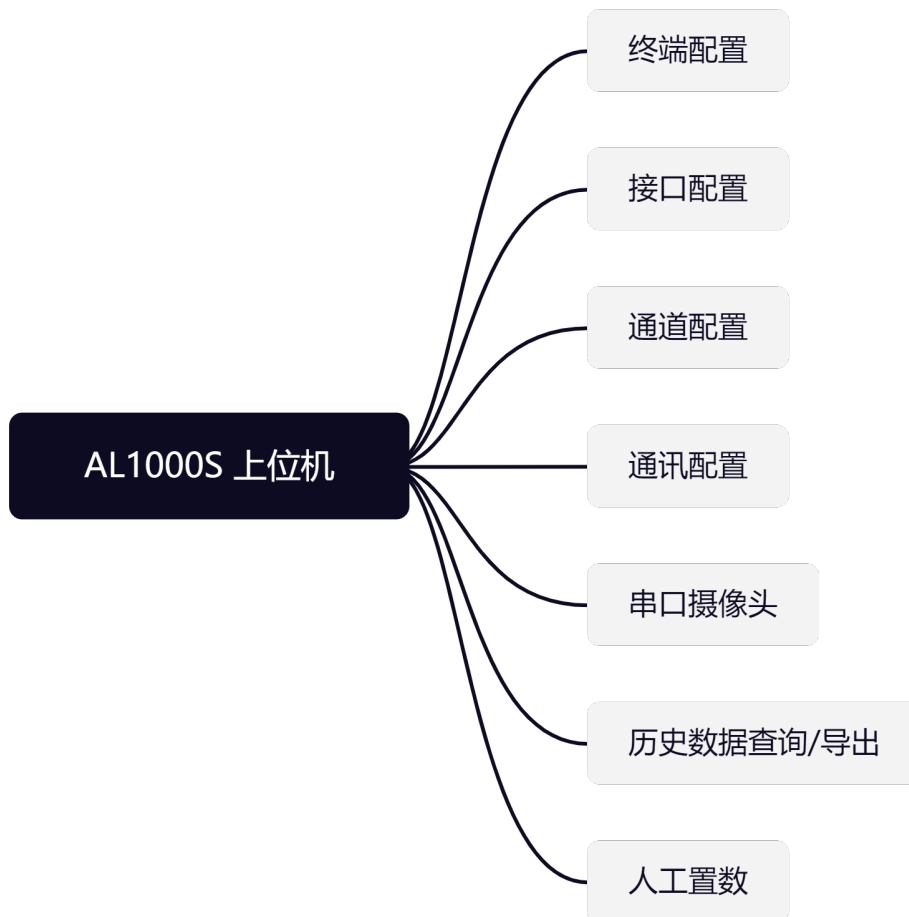 终端配置
接口配置
通道配置
AL1000S 上位机
通讯配置
串口摄像头
历史数据查询/导出
人工置数